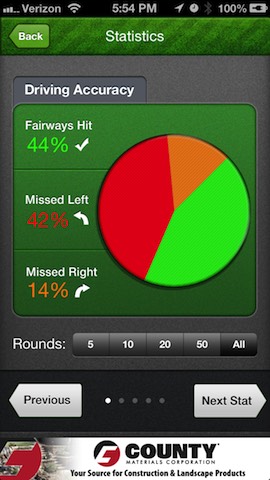 Verizon 5:54 PM 100%
Back Statistics
Driving Accuracy
Fairways Hit
44%
Missed Left
42%
Missed Right
14%
Rounds: 5 10 20 50 All
Previous Next Stat
COUNTY
MATERIALS CORPORATION
Your Source for Construction & Landscape Products